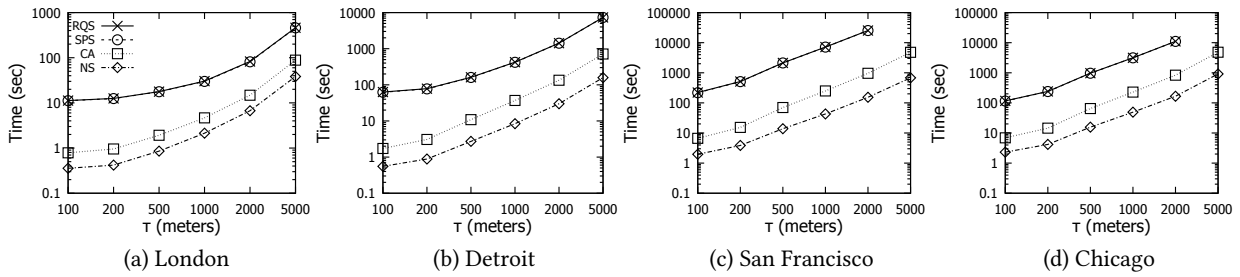 1000
100
10
1
0.1
Time (sec)
RQS
SPS
CA
NS
100 200 500 1000 2000 5000
τ (meters)
(a) London
10000
1000
100
10
1
0.1
Time (sec)
100 200 500 1000 2000 5000
τ (meters)
(b) Detroit
100000
10000
1000
100
10
1
0.1
Time (sec)
100 200 500 1000 2000 5000
τ (meters)
(c) San Francisco
100000
10000
1000
100
10
1
0.1
Time (sec)
100 200 500 1000 2000 5000
τ (meters)
(d) Chicago